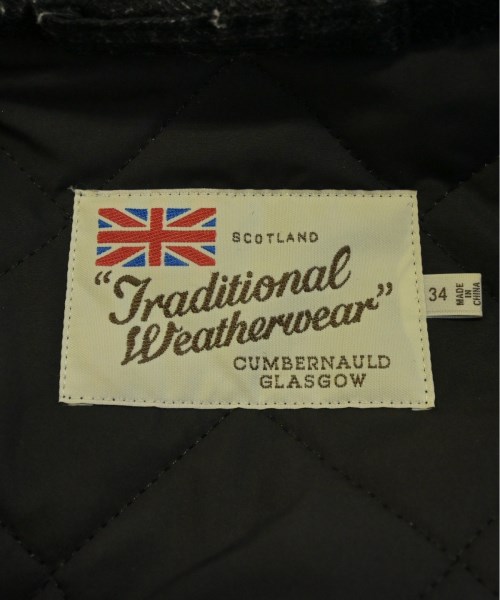 SCOTLAND
"Traditional
Weatherwear"
CUMBERNAULD
GLASGOW
34
MADE
IN
CHINA